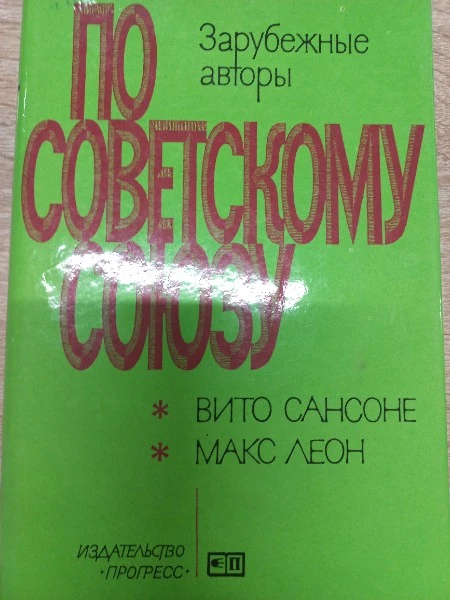 ПО
Зарубежные
авторы
СОВЕТСКОМУ
СОЮЗУ
* ВИТО САНСОНЕ
* МАКС ЛЕОН
ИЗДАТЕЛЬСТВО
· ПРОГРЕСС ·